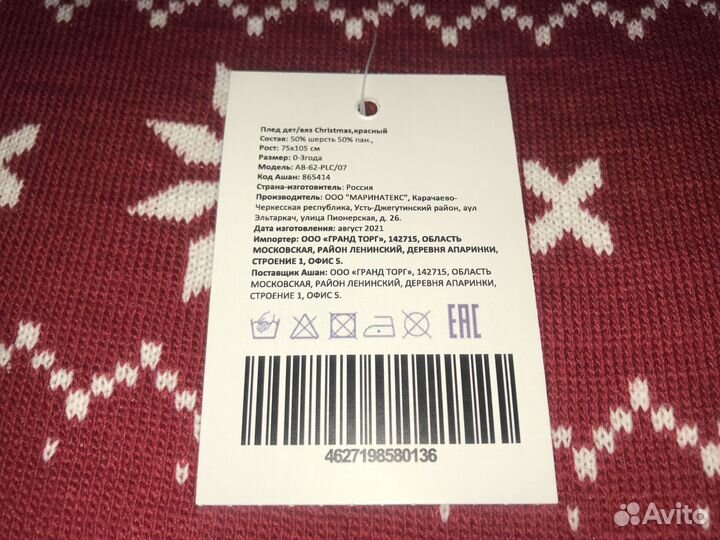 Плед дет/вяз Christmas,красный
Состав: 50% шерсть 50% пан.,
Рост: 75х105 см
Размер: 0-3года
Модель: AB-62-PLC/07
Код Ашан: 865414
Страна-изготовитель: Россия
Производитель: ООО "МАРИНАТЕКС", Карачаево-
Черкесская республика, Усть-Джегутинский район, аул
Эльтаркач, улица Пионерская, д. 26.
Дата изготовления: август 2021
Импортер: ООО «ГРАНД ТОРГ», 142715, ОБЛАСТЬ
МОСКОВСКАЯ, РАЙОН ЛЕНИНСКИЙ, ДЕРЕВНЯ АПАРИНКИ,
СТРОЕНИЕ 1, ОФИС 5.
Поставщик Ашан: ООО «ГРАНД ТОРГ», 142715, ОБЛАСТЬ
МОСКОВСКАЯ, РАЙОН ЛЕНИНСКИЙ, ДЕРЕВНЯ АПАРИНКИ,
СТРОЕНИЕ 1, ОФИС 5.
EAC
4627198580136
Avito